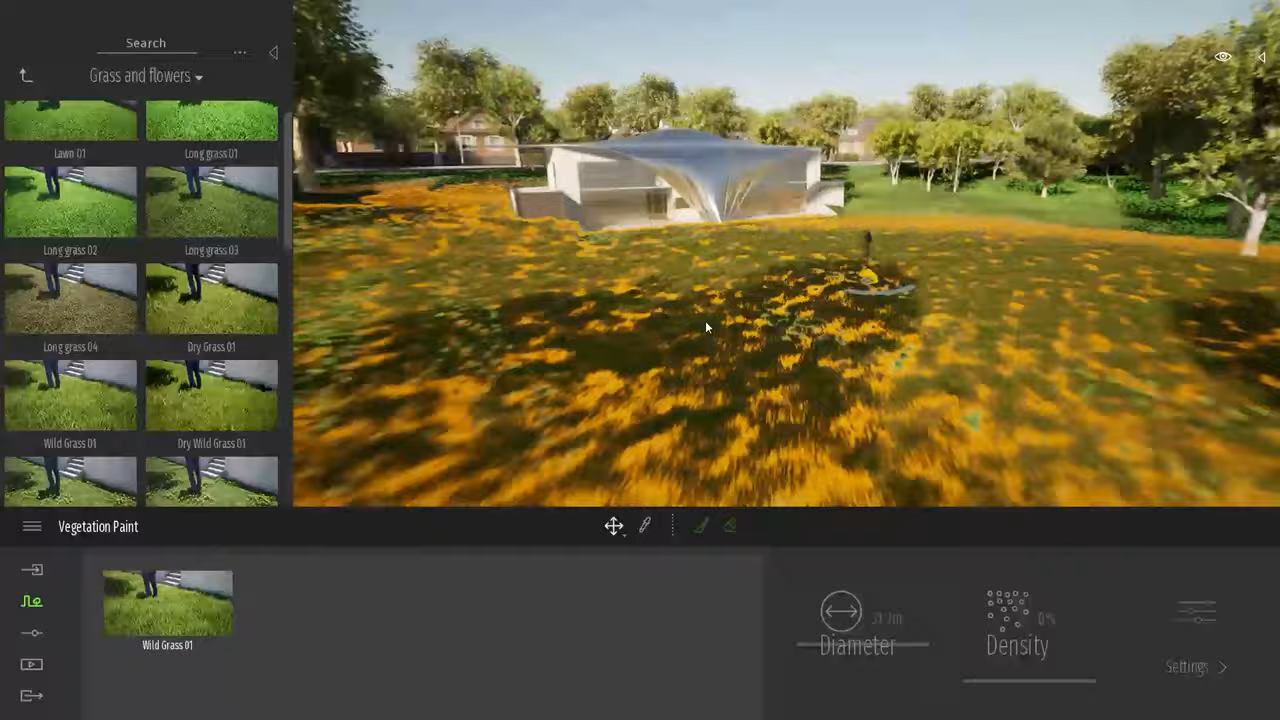 Search
Grass and flowers
Lawn 01
Long grass 01
Long grass 02
Long grass 03
Long grass 04
Dry Grass 01
Wild Grass 01
Dry Wild Grass 01
Vegetation Paint
Wild Grass 01
Diameter
0%
Density
Settings